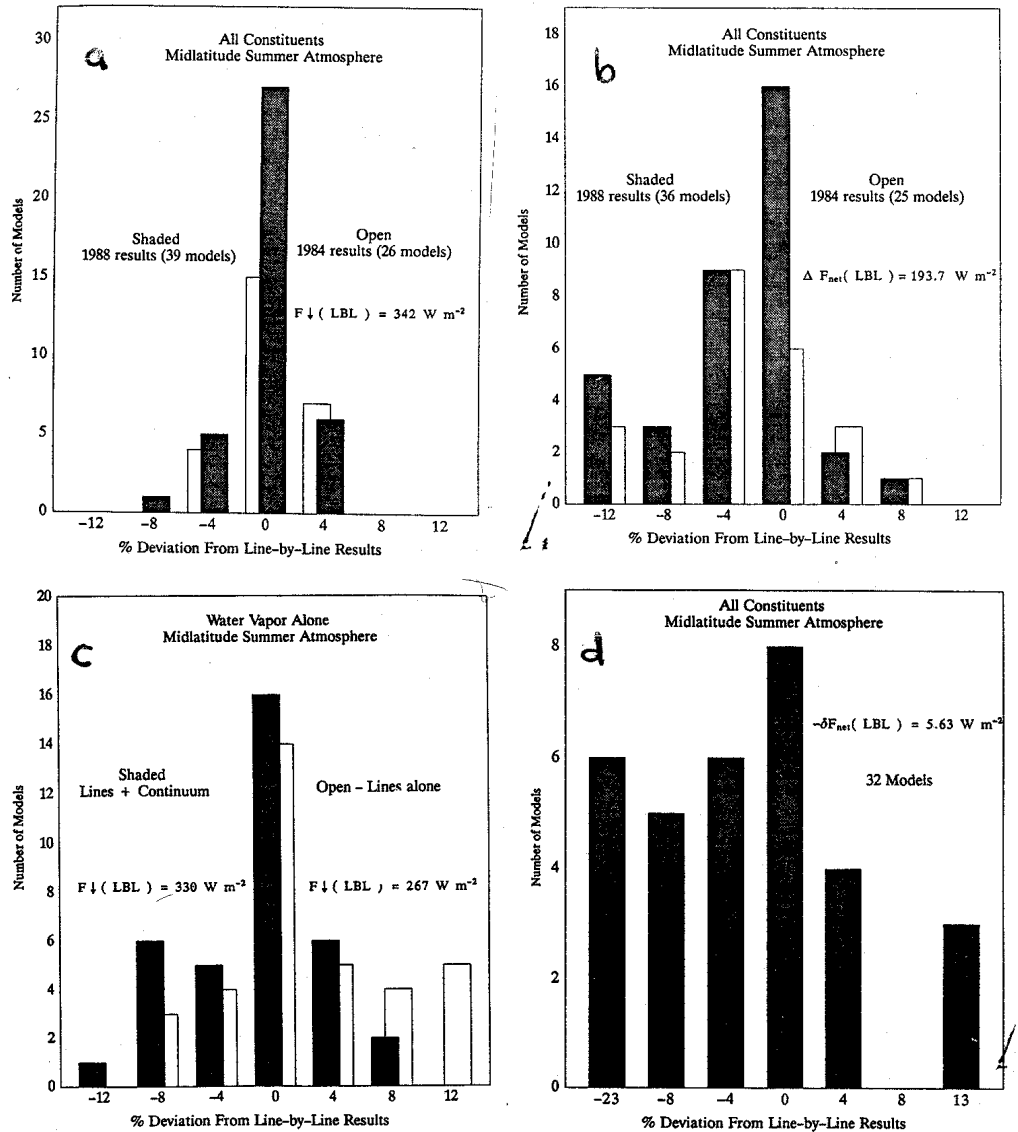 a
All Constituents
Midlatitude Summer Atmosphere
30
25
20
15
10
5
0
Number of Models
Shaded
1988 results (39 models)
Open
1984 results (26 models)
F↓( LBL ) = 342 W m⁻²
-12 -8 -4 0 4 8 12
% Deviation From Line-by-Line Results
b
All Constituents
Midlatitude Summer Atmosphere
18
16
14
12
10
8
6
4
2
0
Number of Models
Shaded
1988 results (36 models)
Open
1984 results (25 models)
Δ Fnet( LBL ) = 193.7 W m⁻²
-12 -8 -4 0 4 8 12
% Deviation From Line-by-Line Results
c
Water Vapor Alone
Midlatitude Summer Atmosphere
20
18
16
14
12
10
8
6
4
2
0
Number of Models
Shaded
Lines + Continuum
Open - Lines alone
F↓( LBL ) = 330 W m⁻²
F↓( LBL ) = 267 W m⁻²
-12 -8 -4 0 4 8 12
% Deviation From Line-by-Line Results
d
All Constituents
Midlatitude Summer Atmosphere
8
6
4
2
0
Number of Models
-δFnet( LBL ) = 5.63 W m⁻²
32 Models
-23 -8 -4 0 4 8 13
% Deviation From Line-by-Line Results